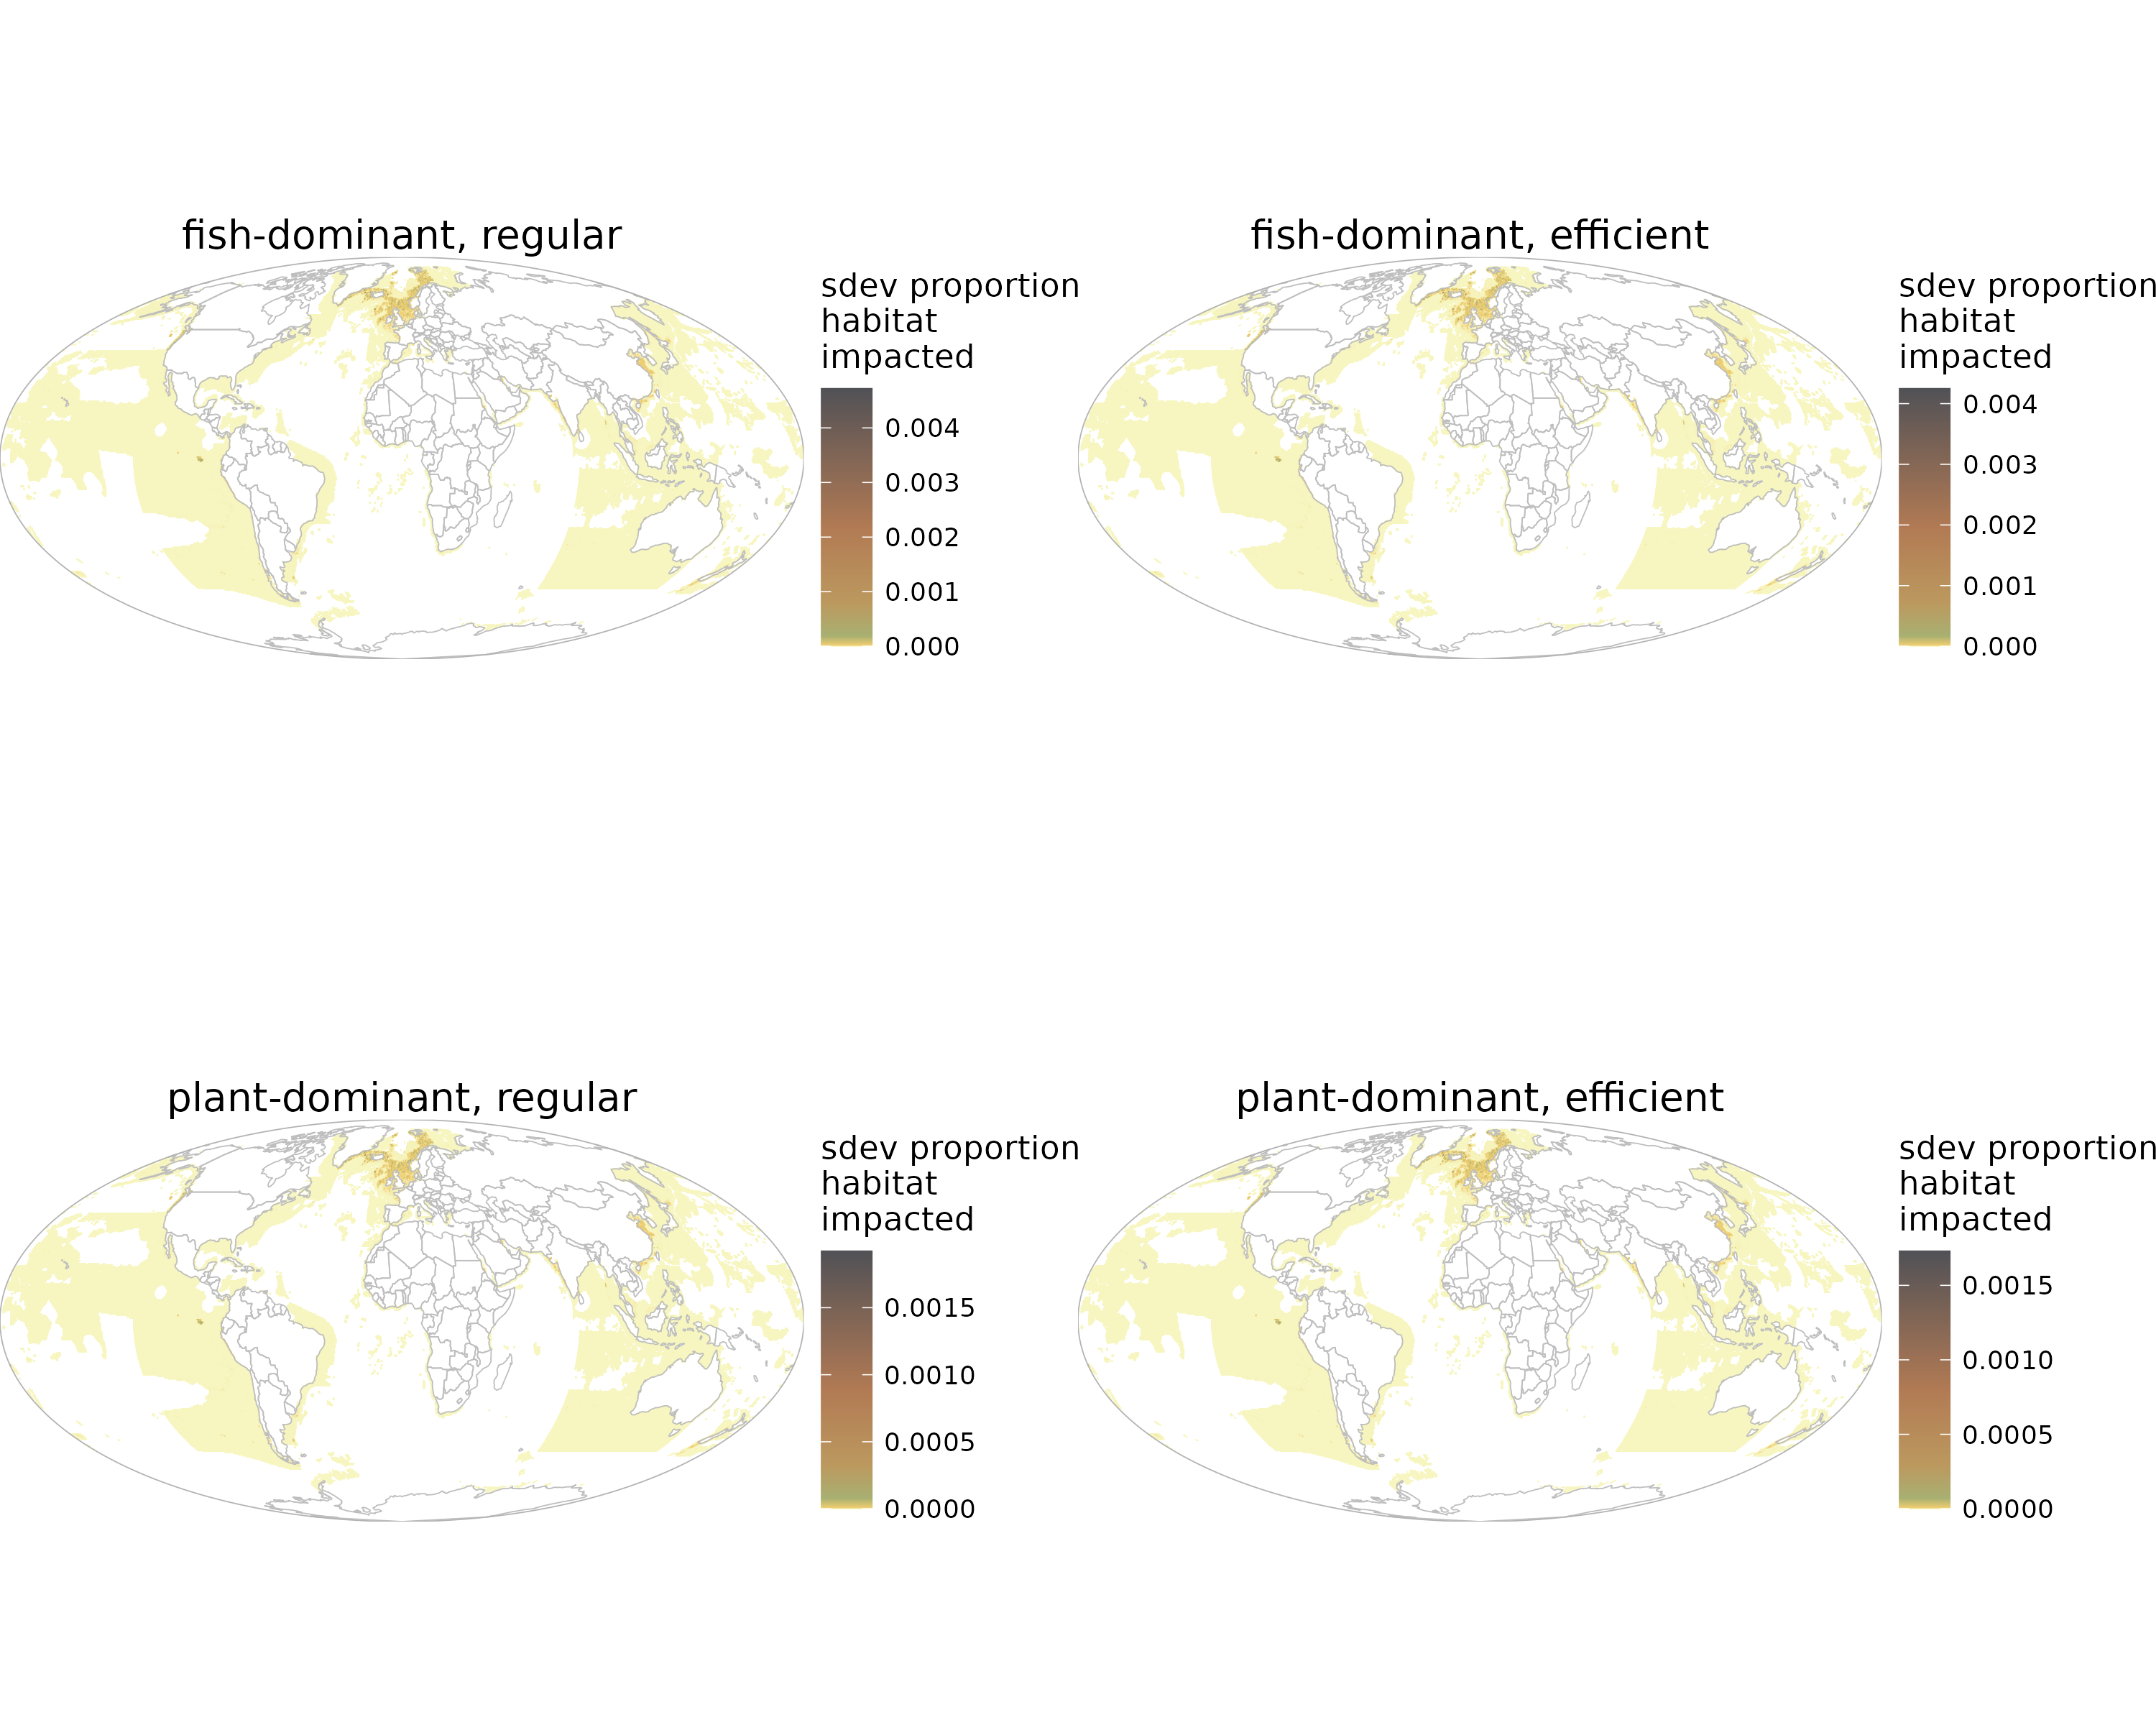 fish-dominant, regular
sdev proportion
habitat
impacted
0.004
0.003
0.002
0.001
0.000
fish-dominant, efficient
sdev proportion
habitat
impacted
0.004
0.003
0.002
0.001
0.000
plant-dominant, regular
sdev proportion
habitat
impacted
0.0015
0.0010
0.0005
0.0000
plant-dominant, efficient
sdev proportion
habitat
impacted
0.0015
0.0010
0.0005
0.0000